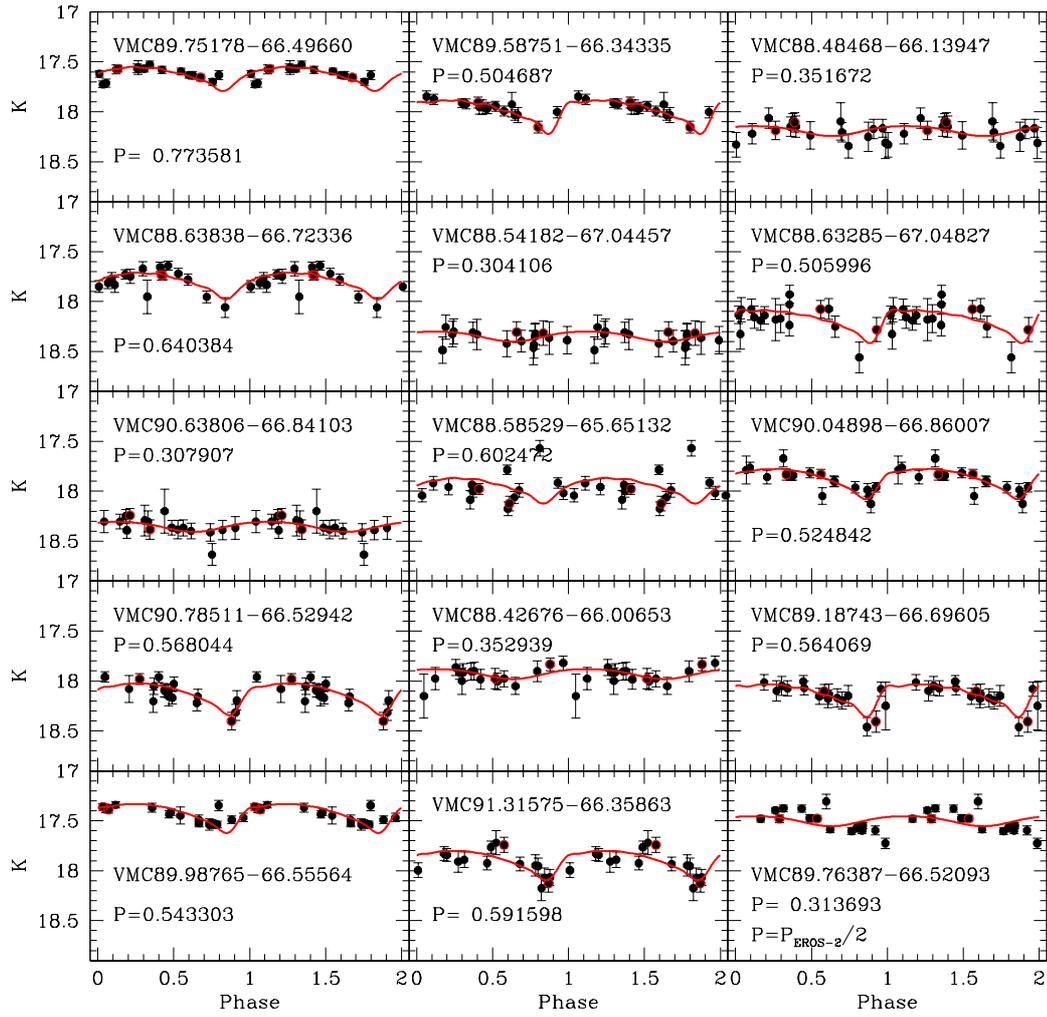 17
VMC89.75178−66.49660
VMC89.58751−66.34335
VMC88.48468−66.13947
17.5
P=0.504687
P=0.351672
K
18
P= 0.773581
18.5
17
VMC88.63838−66.72336
VMC88.54182−67.04457
VMC88.63285−67.04827
17.5
P=0.304106
P=0.505996
K
18
P=0.640384
18.5
17
VMC90.63806−66.84103
VMC88.58529−65.65132
VMC90.04898−66.86007
17.5
P=0.307907
P=0.602472
K
18
P=0.524842
18.5
17
VMC90.78511−66.52942
VMC88.42676−66.00653
VMC89.18743−66.69605
17.5
P=0.568044
P=0.352939
P=0.564069
K
18
18.5
17
VMC91.31575−66.35863
17.5
K
18
VMC89.98765−66.55564
VMC89.76387−66.52093
P=0.543303
P= 0.591598
P= 0.313693
18.5
P=P_EROS−2/2
0 0.5 1 1.5 2 0 0.5 1 1.5 2 0 0.5 1 1.5 2
Phase Phase Phase